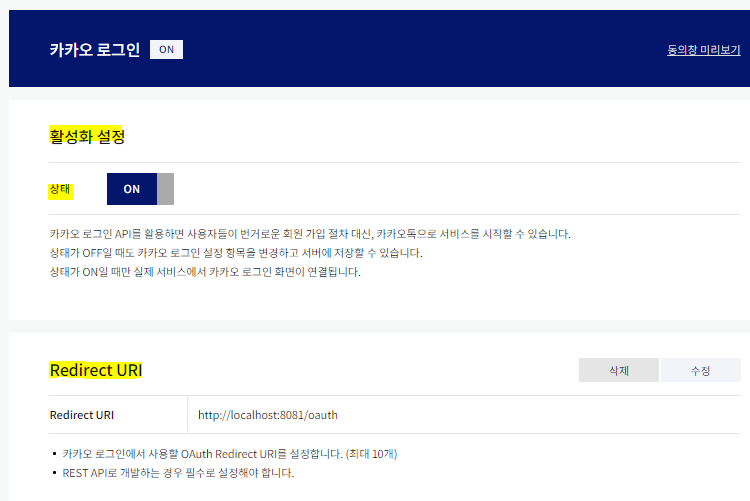 카카오 로그인 ON
동의창 미리보기
활성화 설정
상태 ON
카카오 로그인 API를 활용하면 사용자들이 번거로운 회원 가입 절차 대신, 카카오톡으로 서비스를 시작할 수 있습니다.
상태가 OFF일 때도 카카오 로그인 설정 항목을 변경하고 서버에 저장할 수 있습니다.
상태가 ON일 때만 실제 서비스에서 카카오 로그인 화면이 연결됩니다.
Redirect URI
삭제 수정
Redirect URI http://localhost:8081/oauth
• 카카오 로그인에서 사용할 OAuth Redirect URI를 설정합니다. (최대 10개)
• REST API로 개발하는 경우 필수로 설정해야 합니다.